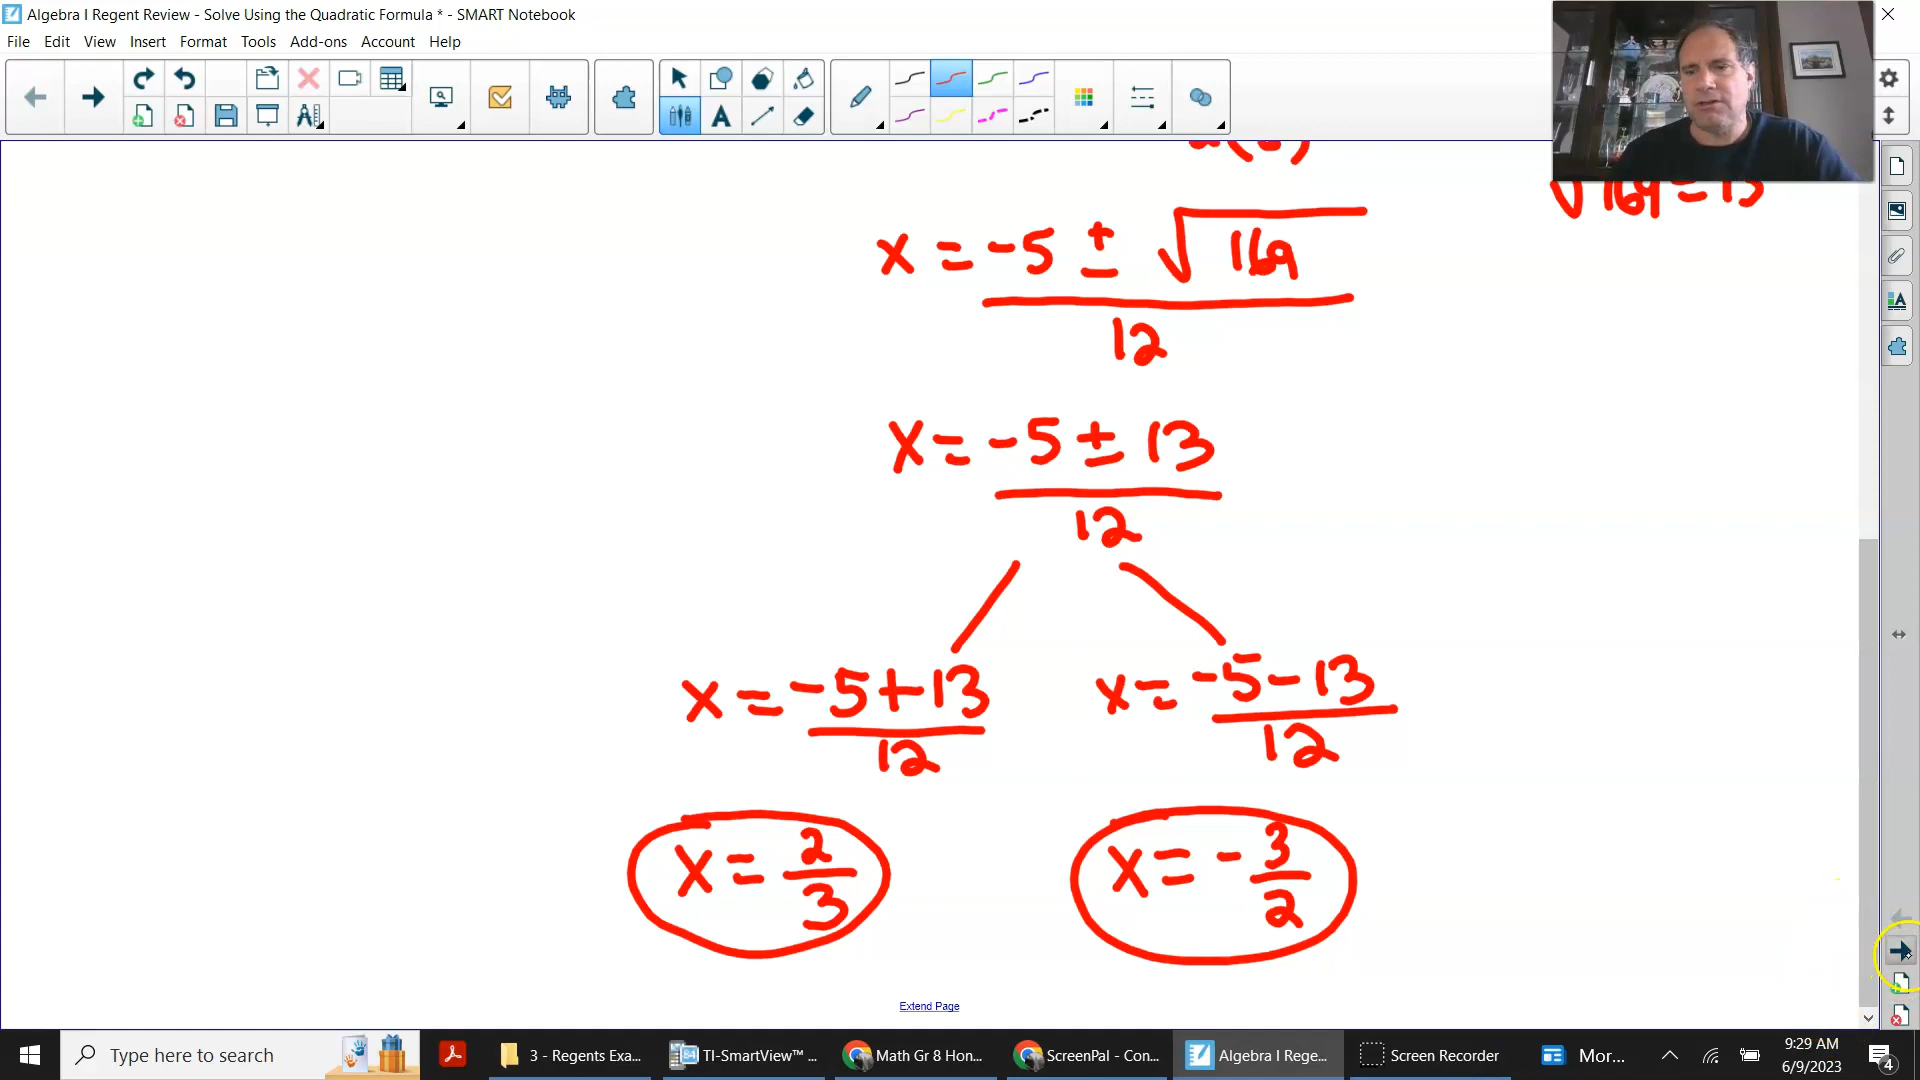 Algebra I Regent Review - Solve Using the Quadratic Formula * - SMART Notebook
File Edit View Insert Format Tools Add-ons Account Help
√169 = 13
x = -5 ± √169
12
x = -5 ± 13
12
x = -5+13
12
x = -5-13
12
x = 2/3
x = - 3/2
Extend Page
Type here to search
3 - Regents Exa...
TI-SmartView™ ...
Math Gr 8 Hon...
ScreenPal - Con...
Algebra I Rege...
Screen Recorder
Mor...
9:29 AM
6/9/2023
4